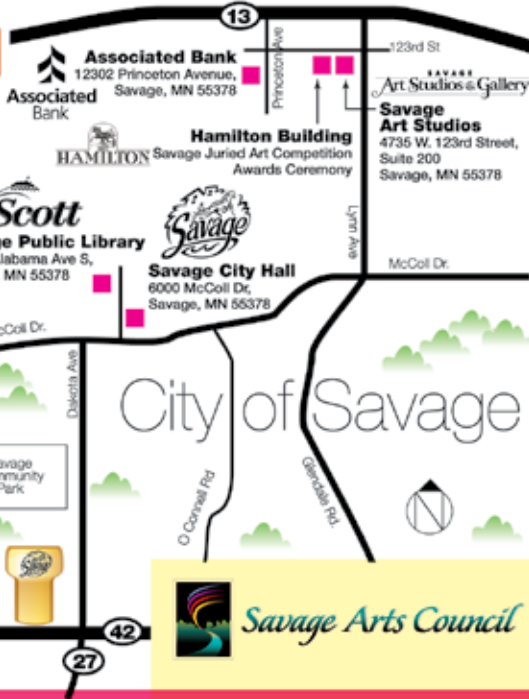 13
123rd St
Princeton Ave
Associated Bank
12302 Princeton Avenue,
Savage, MN 55378
Associated
Bank
SAVAGE
Art Studios & Gallery
Savage
Art Studios
4735 W. 123rd Street,
Suite 200
Savage, MN 55378
HAMILTON
Hamilton Building
Savage Juried Art Competition
Awards Ceremony
Scott
ge Public Library
labama Ave S,
MN 55378
Savage
Savage City Hall
6000 McColl Dr,
Savage, MN 55378
Lynn Ave
McColl Dr.
cColl Dr.
Dakota Ave
City of Savage
avage
mmunity
Park
O'Connell Rd
Glendale Rd.
N
Savage
42
27
Savage Arts Council